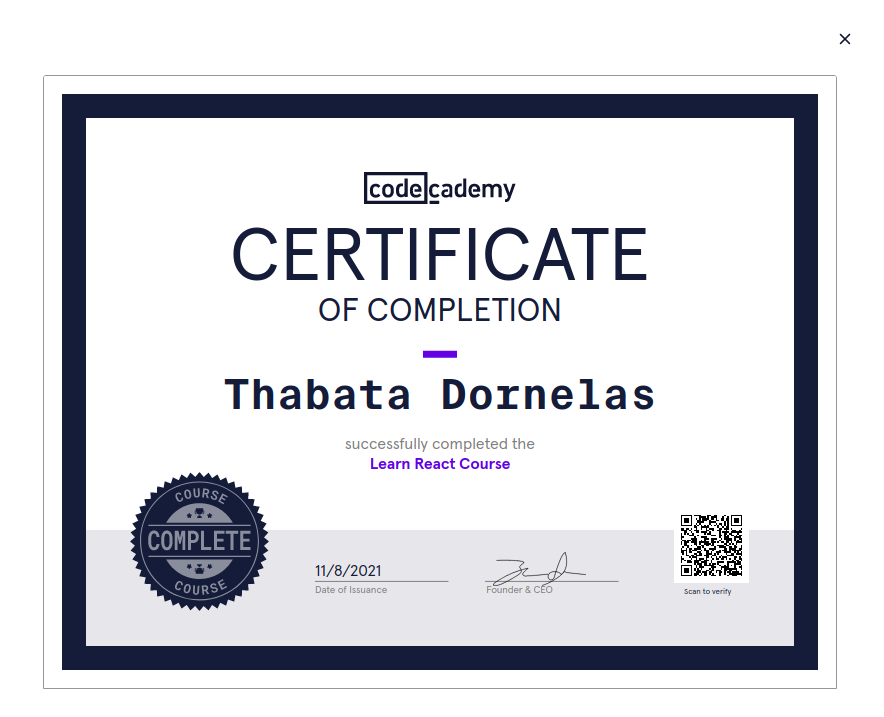 codecademy
CERTIFICATE
OF COMPLETION
Thabata Dornelas
successfully completed the
Learn React Course
COURSE
COMPLETE
COURSE
11/8/2021
Date of Issuance
Founder & CEO
Scan to verify